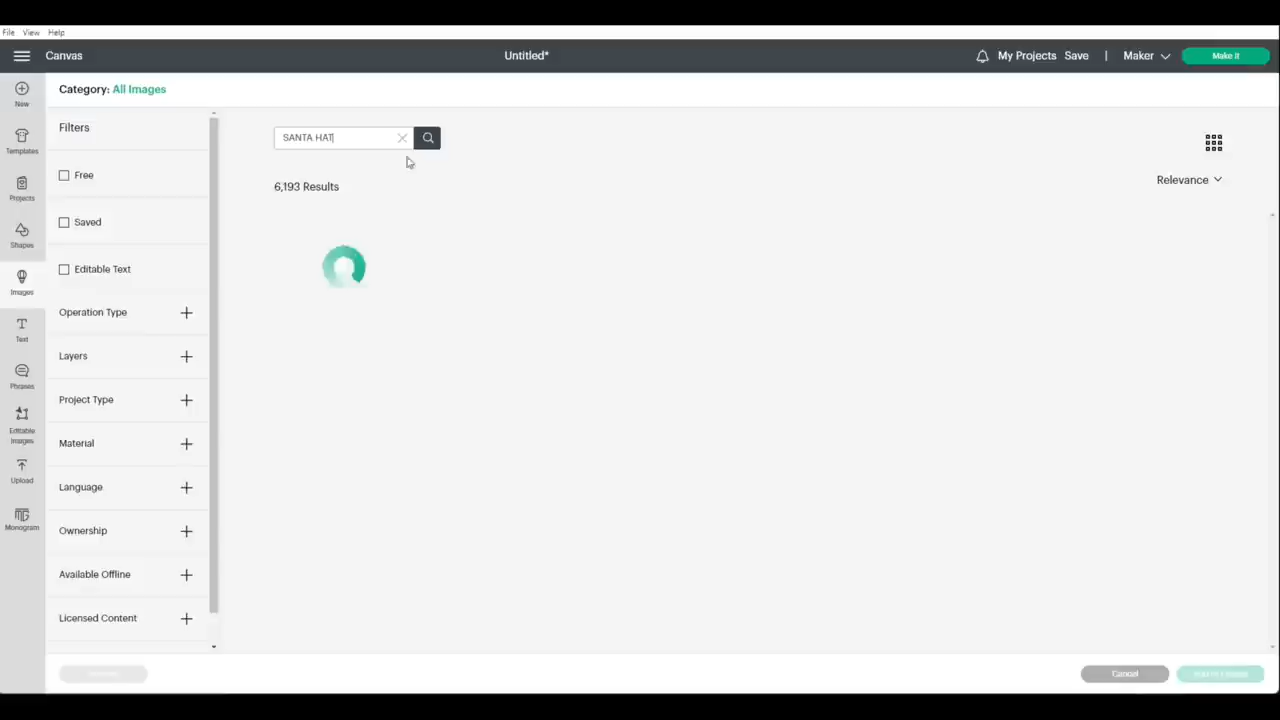 File View Help
Canvas
Untitled*
My Projects Save | Maker Make It
New
Templates
Projects
Shapes
Images
Text
Phrases
Editable
Images
Upload
Monogram
Category: All Images
Filters
Free
Saved
Editable Text
Operation Type
Layers
Project Type
Material
Language
Ownership
Available Offline
Licensed Content
SANTA HAT
6,193 Results
Relevance
Cancel